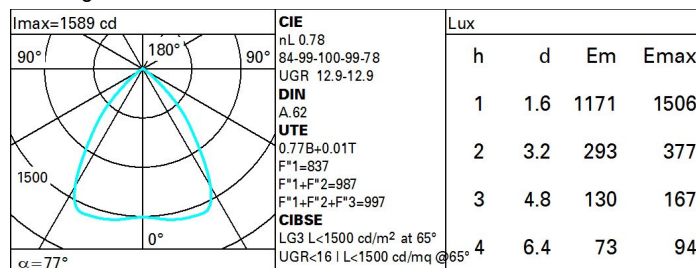 Imax=1589 cd
90° 180° 90°
1500
0°
α=77°
CIE
nL 0.78
84-99-100-99-78
UGR 12.9-12.9
DIN
A.62
UTE
0.77B+0.01T
F"1=837
F"1+F"2=987
F"1+F"2+F"3=997
CIBSE
LG3 L<1500 cd/m² at 65°
UGR<16 | L<1500 cd/mq @65°
Lux
h d Em Emax
1 1.6 1171 1506
2 3.2 293 377
3 4.8 130 167
4 6.4 73 94